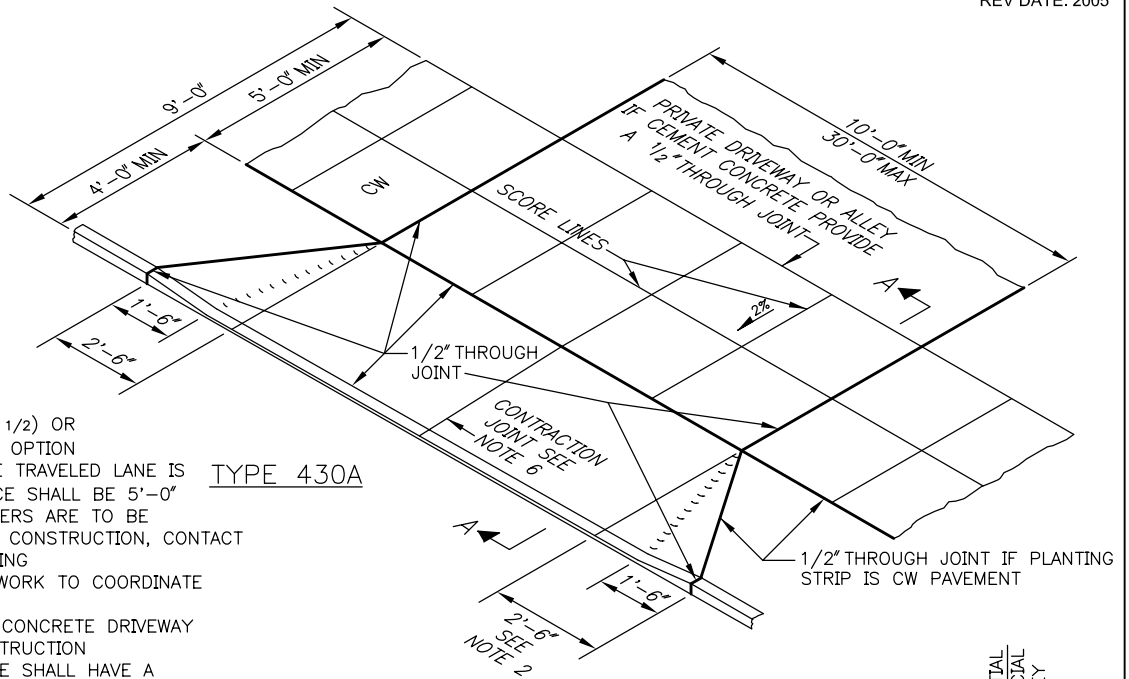 REV DATE: 2005
9'-0"
5'-0" MIN
4'-0" MIN
CW
SCORE LINES
PRIVATE DRIVEWAY OR ALLEY
IF CEMENT CONCRETE PROVIDE
A 1/2" THROUGH JOINT
10'-0" MIN
30'-0" MAX
A
2%
1'-6"
2'-6"
1/2" THROUGH
JOINT
CONTRACTION
JOINT SEE
NOTE 6
TYPE 430A
A
1'-6"
2'-6"
SEE
NOTE 2
1/2" THROUGH JOINT IF PLANTING
STRIP IS CW PAVEMENT
1/2) OR
OPTION
E TRAVELED LANE IS
CE SHALL BE 5'-0"
ERS ARE TO BE
CONSTRUCTION, CONTACT
ING
WORK TO COORDINATE
CONCRETE DRIVEWAY
STRUCTION
E SHALL HAVE A
TIAL
CIAL
Y